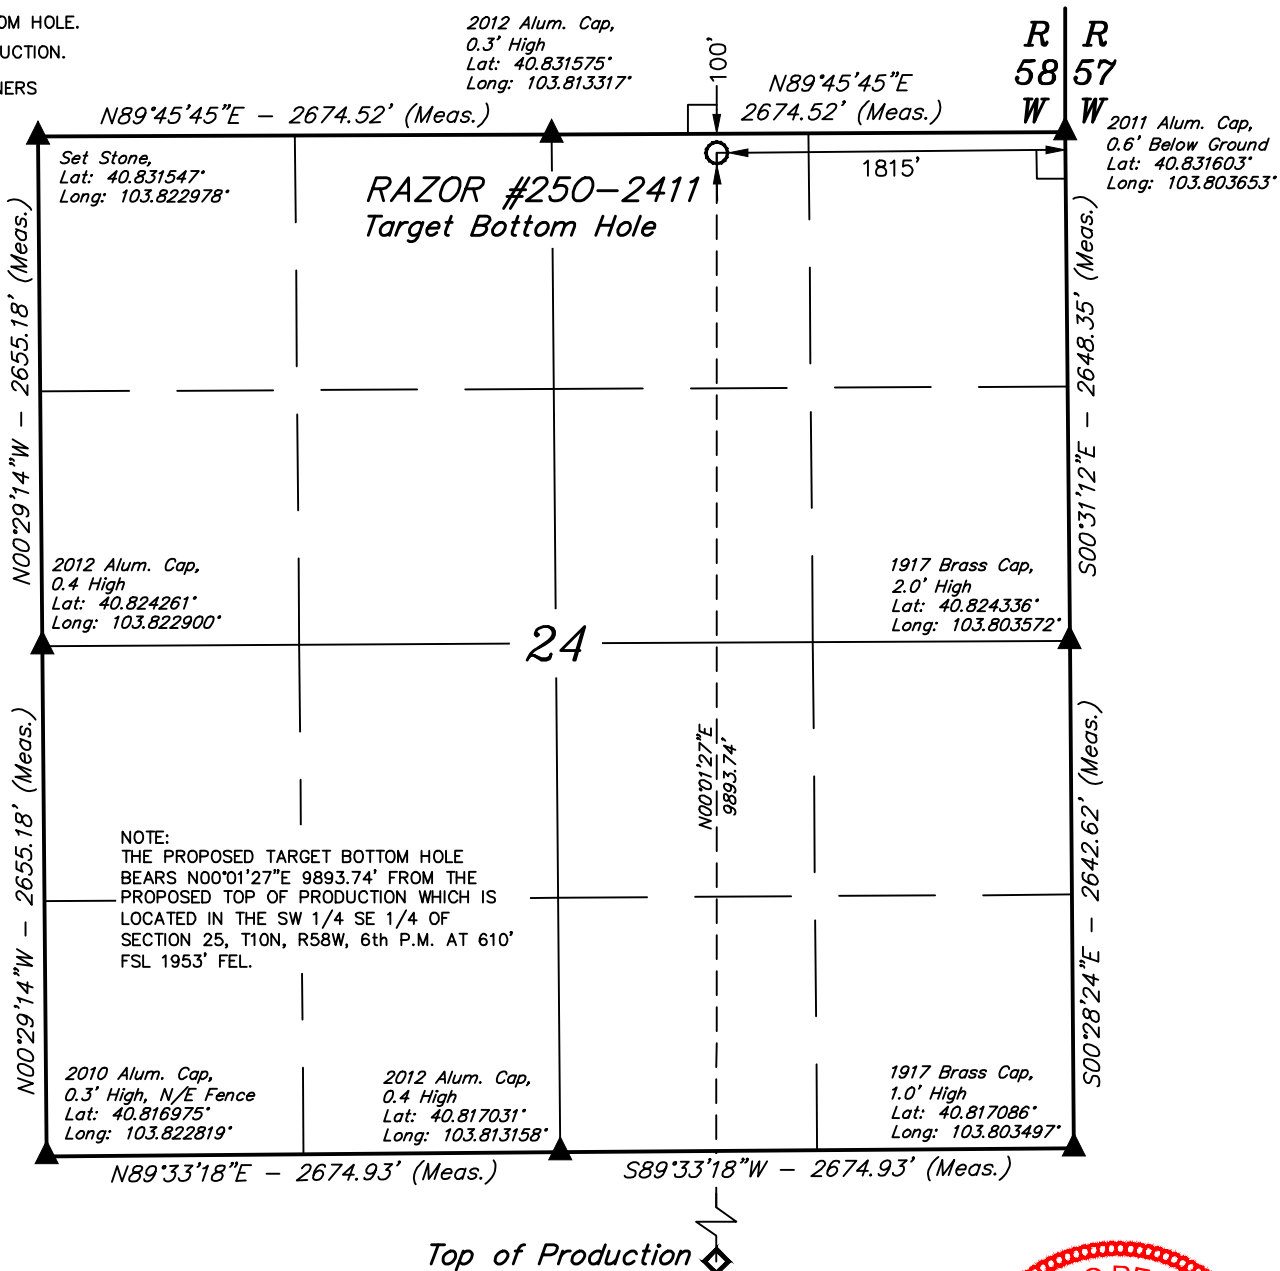 OM HOLE.
UCTION.
NERS
2012 Alum. Cap,
0.3' High
Lat: 40.831575°
Long: 103.813317°
100'
R R
58 57
W W
N89°45'45"E - 2674.52' (Meas.)
N89°45'45"E
2674.52' (Meas.)
2011 Alum. Cap,
0.6' Below Ground
Lat: 40.831603°
Long: 103.803653°
Set Stone,
Lat: 40.831547°
Long: 103.822978°
1815'
RAZOR #25O-2411
Target Bottom Hole
N00°29'14"W - 2655.18' (Meas.)
S00°31'12"E - 2648.35' (Meas.)
2012 Alum. Cap,
0.4 High
Lat: 40.824261°
Long: 103.822900°
1917 Brass Cap,
2.0' High
Lat: 40.824336°
Long: 103.803572°
24
N00°29'14"W - 2655.18' (Meas.)
N00°01'27"E
9893.74'
S00°28'24"E - 2642.62' (Meas.)
NOTE:
THE PROPOSED TARGET BOTTOM HOLE
BEARS N00°01'27"E 9893.74' FROM THE
PROPOSED TOP OF PRODUCTION WHICH IS
LOCATED IN THE SW 1/4 SE 1/4 OF
SECTION 25, T10N, R58W, 6th P.M. AT 610'
FSL 1953' FEL.
2010 Alum. Cap,
0.3' High, N/E Fence
Lat: 40.816975°
Long: 103.822819°
2012 Alum. Cap,
0.4 High
Lat: 40.817031°
Long: 103.813158°
1917 Brass Cap,
1.0' High
Lat: 40.817086°
Long: 103.803497°
N89°33'18"E - 2674.93' (Meas.)
S89°33'18"W - 2674.93' (Meas.)
Top of Production